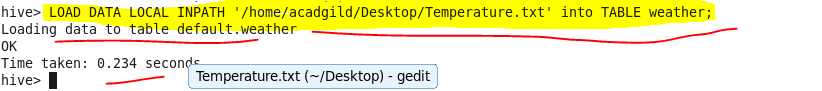 hive> LOAD DATA LOCAL INPATH '/home/acadgild/Desktop/Temperature.txt' into TABLE weather;
Loading data to table default.weather
OK
Time taken: 0.234 seconds
Temperature.txt (~/Desktop) - gedit
hive>